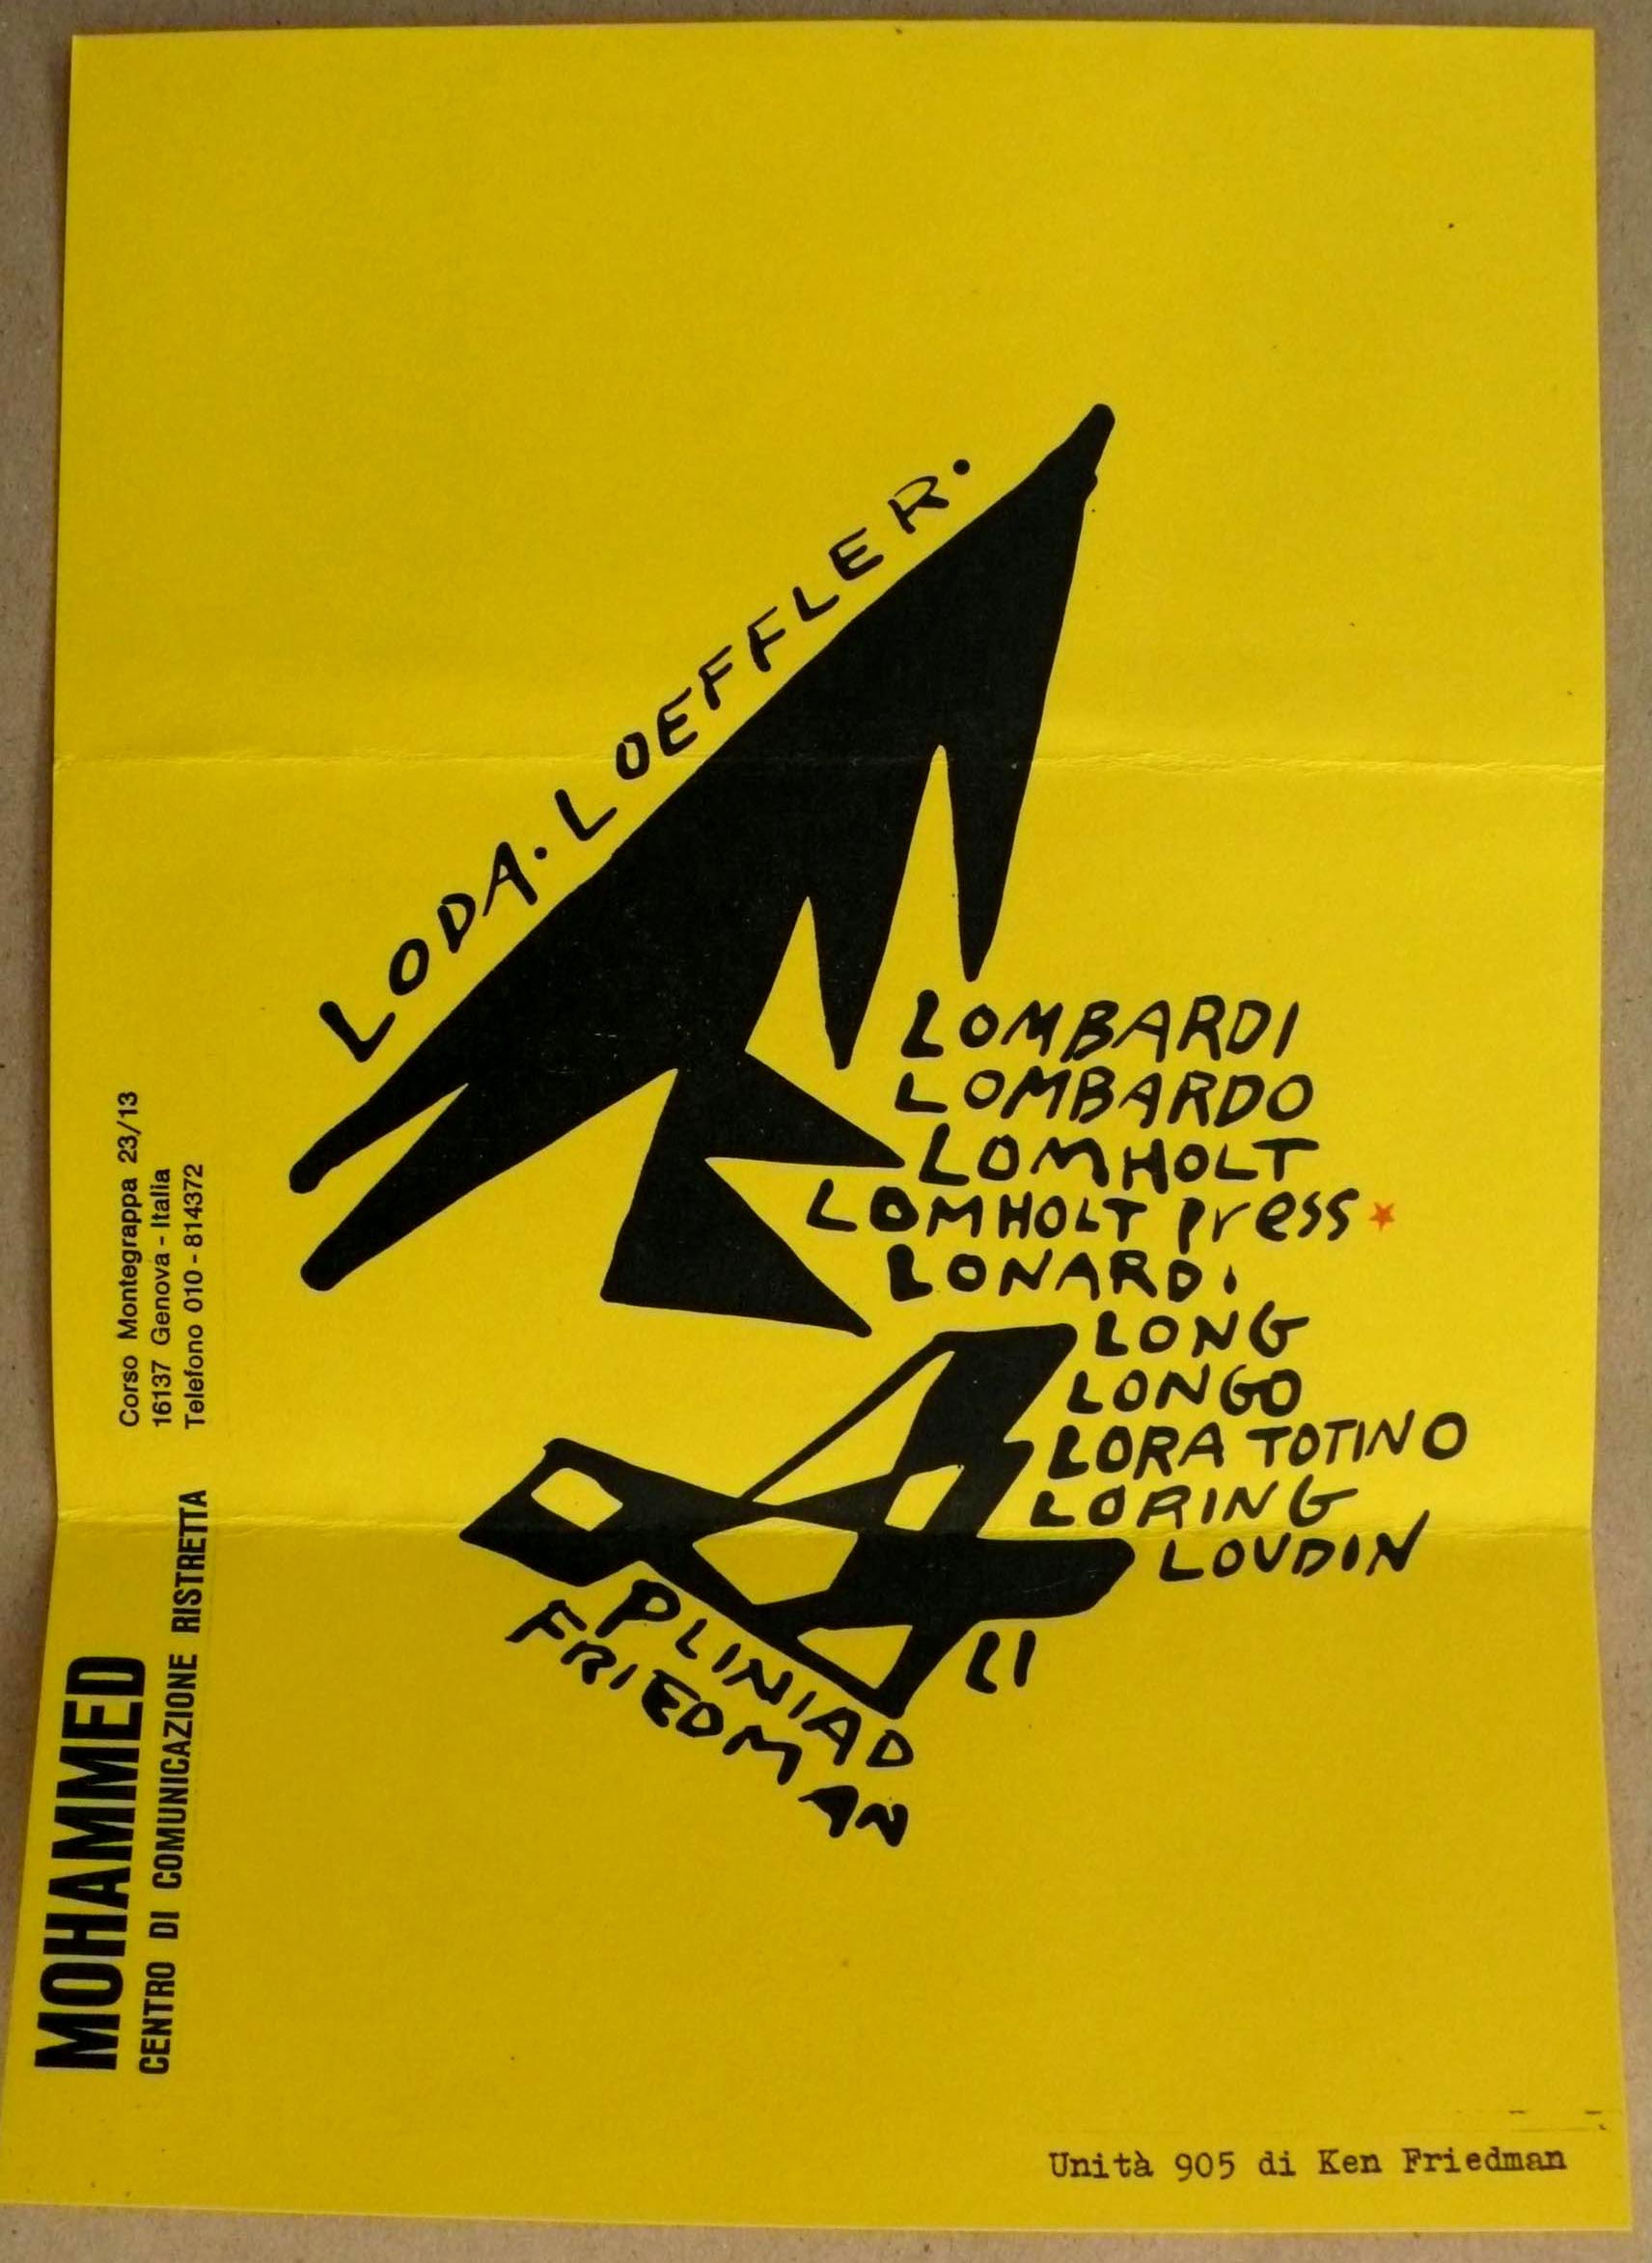 LODA. LOEFFLER.
LOMBARDI
LOMBARDO
LOMHOLT
LOMHOLT press
LONARDI
LONG
LONGO
LORA TOTINO
LORING
LOUDIN
LI
PLINIAD
FRIEDMAN
MOHAMMED
CENTRO DI COMUNICAZIONE RISTRETTA
Corso Montegrappa 23/13
16137 Genova - Italia
Telefono 010 - 814372
Unità 905 di Ken Friedman